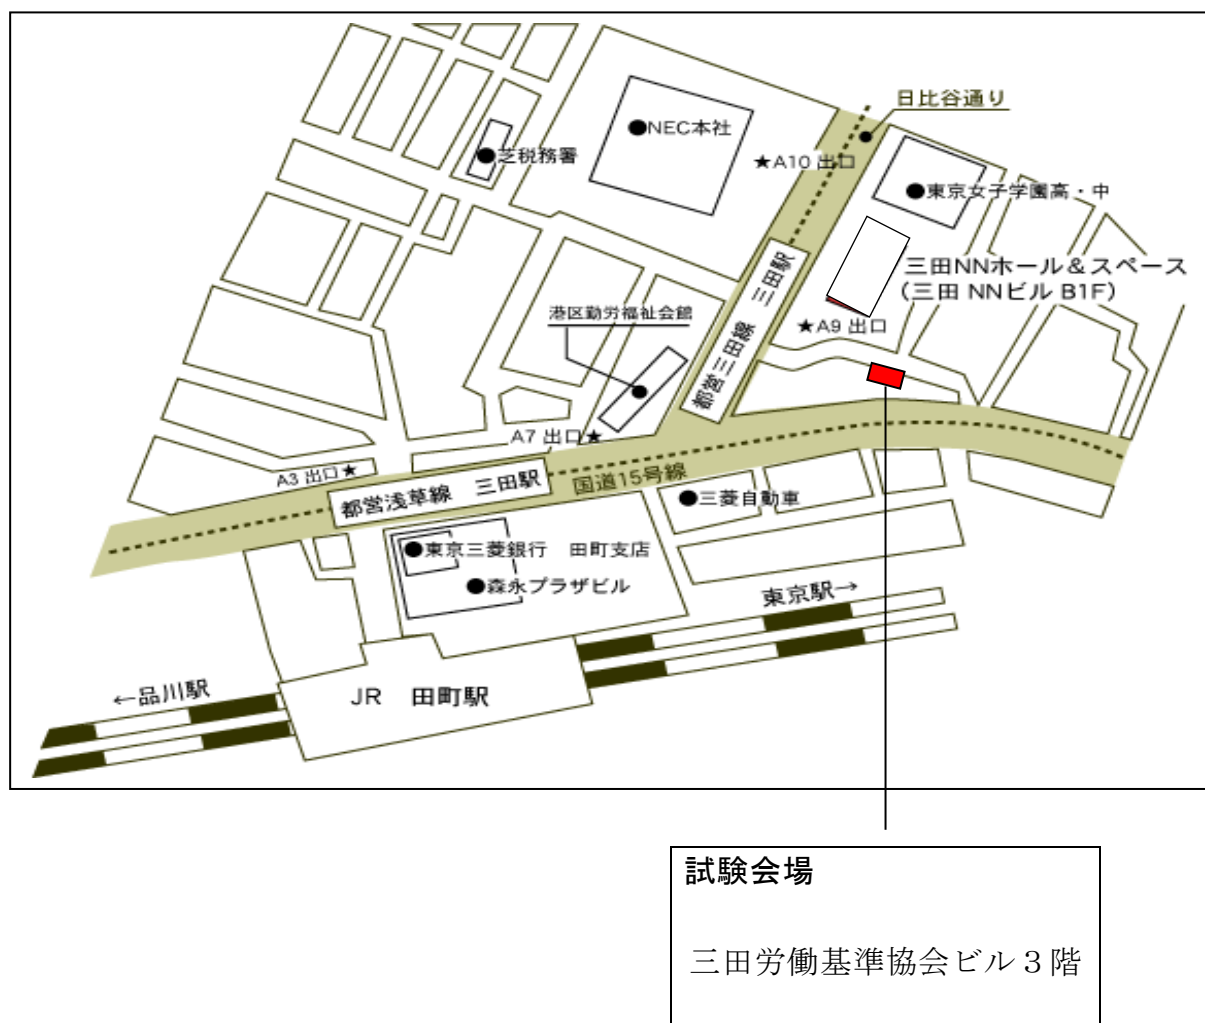 日比谷通り
●NEC本社
●芝税務署
★A10 出口
●東京女子学園高・中
都営三田線　三田駅
三田NNホール＆スペース
（三田 NNビル B1F）
港区勤労福祉会館
★A9 出口
A7 出口★
A3 出口★
都営浅草線　三田駅
国道15号線
●三菱自動車
●東京三菱銀行　田町支店
●森永プラザビル
東京駅→
←品川駅
JR　田町駅
試験会場
三田労働基準協会ビル３階